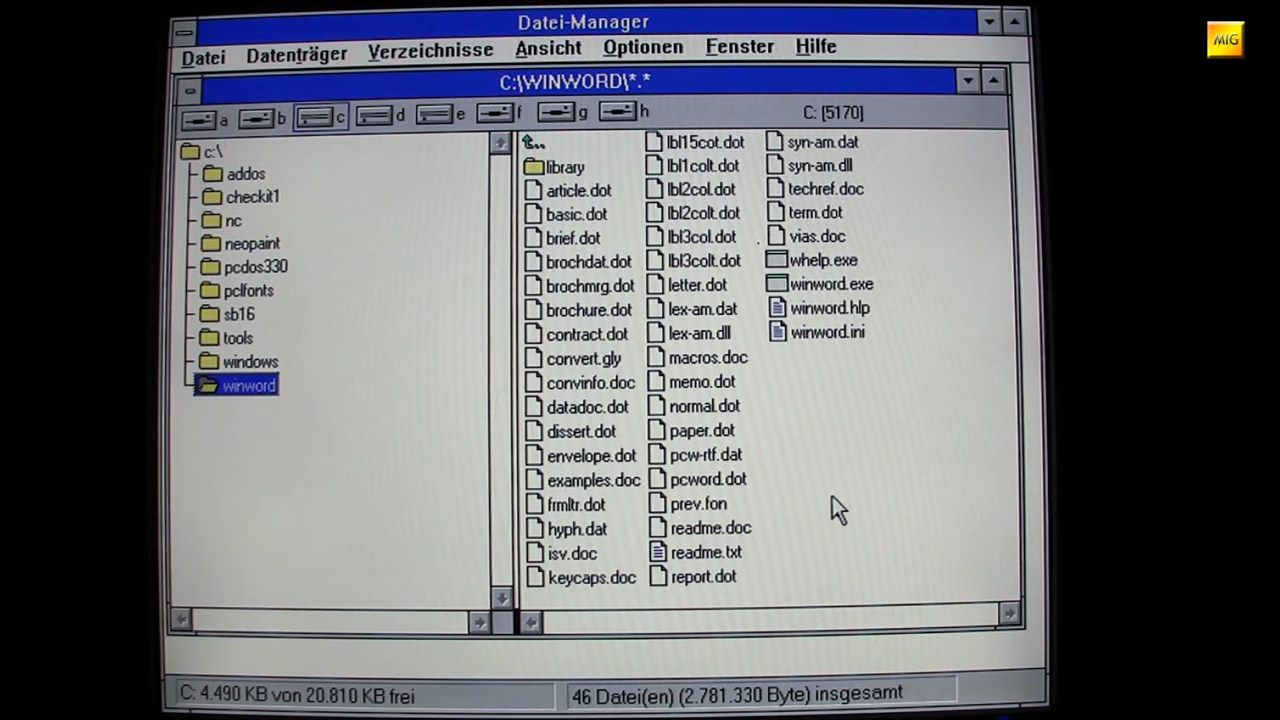 Datei-Manager
MIG
Datei Datenträger Verzeichnisse Ansicht Optionen Fenster Hilfe
C:\WINWORD\*.*
a b c d e f g h C: [5170]
c:\
addos
checkit1
nc
neopaint
pcdos330
pclfonts
sb16
tools
windows
winword
..
library
article.dot
basic.dot
brief.dot
brochdat.dot
brochmrg.dot
brochure.dot
contract.dot
convert.gly
convinfo.doc
datadoc.dot
dissert.dot
envelope.dot
examples.doc
frmltr.dot
hyph.dat
isv.doc
keycaps.doc
lbl15cot.dot
lbl1colt.dot
lbl2col.dot
lbl2colt.dot
lbl3col.dot
lbl3colt.dot
letter.dot
lex-am.dat
lex-am.dll
macros.doc
memo.dot
normal.dot
paper.dot
pcw-rtf.dat
pcword.dot
prev.fon
readme.doc
readme.txt
report.dot
syn-am.dat
syn-am.dll
techref.doc
term.dot
vias.doc
whelp.exe
winword.exe
winword.hlp
winword.ini
C: 4.490 KB von 20.810 KB frei
46 Datei(en) (2.781.330 Byte) insgesamt